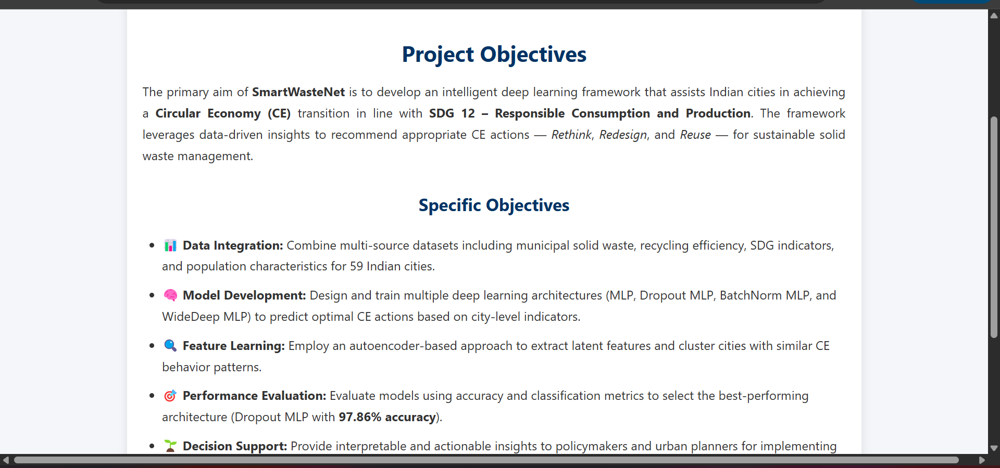 Project Objectives
The primary aim of SmartWasteNet is to develop an intelligent deep learning framework that assists Indian cities in achieving
a Circular Economy (CE) transition in line with SDG 12 – Responsible Consumption and Production. The framework
leverages data-driven insights to recommend appropriate CE actions — Rethink, Redesign, and Reuse — for sustainable solid
waste management.
Specific Objectives
• 📊 Data Integration: Combine multi-source datasets including municipal solid waste, recycling efficiency, SDG indicators,
and population characteristics for 59 Indian cities.
• 🧠 Model Development: Design and train multiple deep learning architectures (MLP, Dropout MLP, BatchNorm MLP, and
WideDeep MLP) to predict optimal CE actions based on city-level indicators.
• 🔍 Feature Learning: Employ an autoencoder-based approach to extract latent features and cluster cities with similar CE
behavior patterns.
• 🎯 Performance Evaluation: Evaluate models using accuracy and classification metrics to select the best-performing
architecture (Dropout MLP with 97.86% accuracy).
• 🌱 Decision Support: Provide interpretable and actionable insights to policymakers and urban planners for implementing